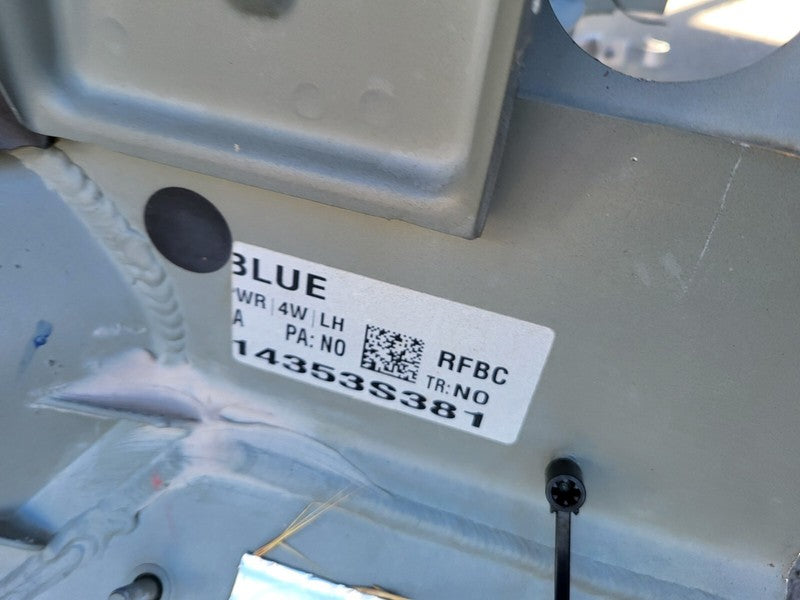 BLUE
WR | 4W | LH
A PA: NO RFBC
TR: NO
14353S381